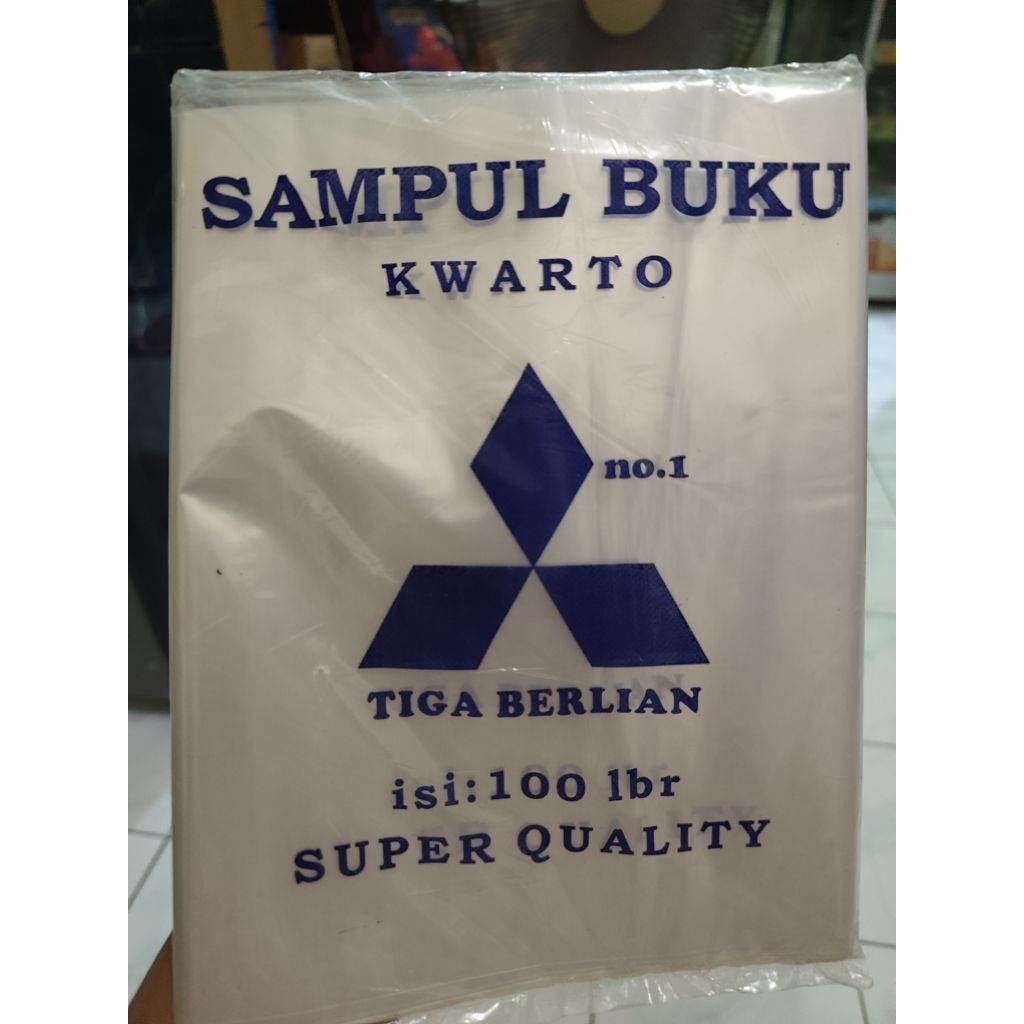 SAMPUL BUKU
KWARTO
no.1
TIGA BERLIAN
isi:100 lbr
SUPER QUALITY